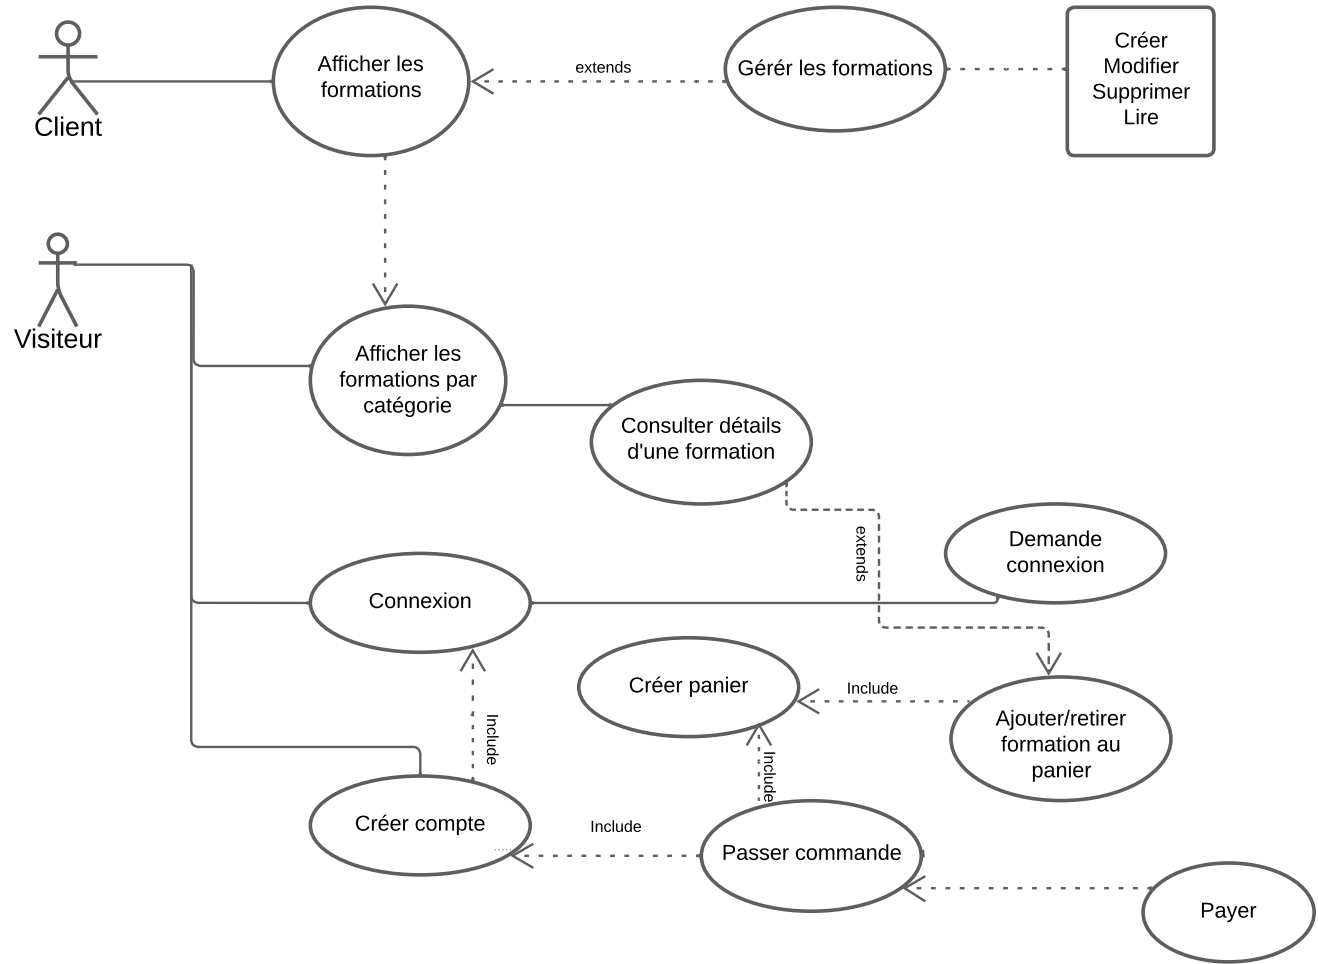 Client
Afficher les
formations
extends
Gérér les formations
Créer
Modifier
Supprimer
Lire
Visiteur
Afficher les
formations par
catégorie
Consulter détails
d'une formation
extends
Demande
connexion
Connexion
Créer panier
Include
Ajouter/retirer
formation au
panier
Include
Include
Créer compte
Include
Passer commande
Payer